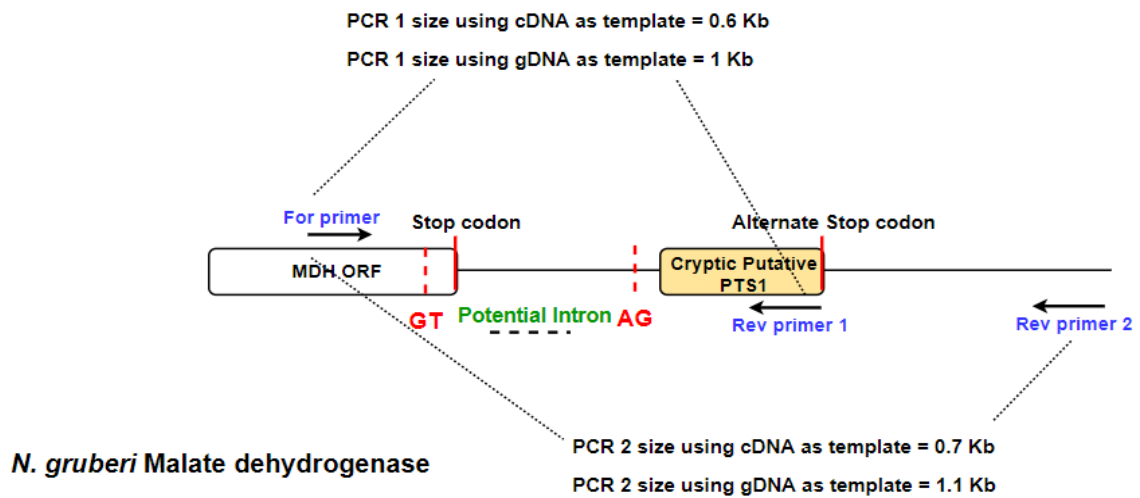 PCR 1 size using cDNA as template = 0.6 Kb
PCR 1 size using gDNA as template = 1 Kb
For primer
Stop codon
Alternate Stop codon
MDH ORF
Cryptic Putative
PTS1
GT
Potential Intron
AG
Rev primer 1
Rev primer 2
PCR 2 size using cDNA as template = 0.7 Kb
N. gruberi Malate dehydrogenase
PCR 2 size using gDNA as template = 1.1 Kb